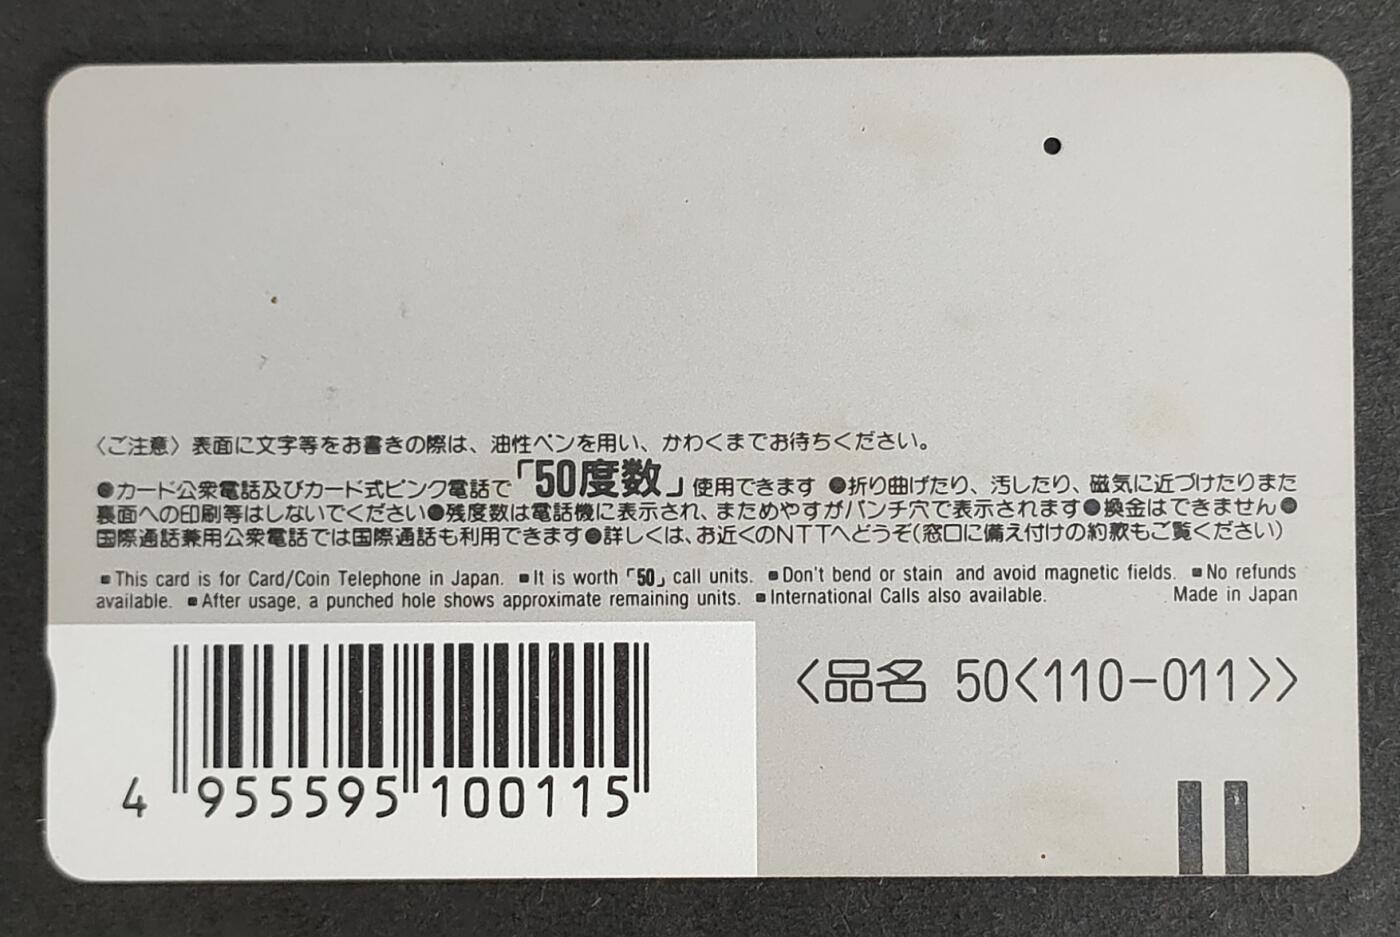 〈ご注意〉表面に文字等をお書きの際は、油性ペンを用い、かわくまでお待ちください。
●カード公衆電話及びカード式ピンク電話で「50度数」使用できます ●折り曲げたり、汚したり、磁気に近づけたりまた
裏面への印刷等はしないでください●残度数は電話機に表示され、まためやすがパンチ穴で表示されます●換金はできません●
国際通話兼用公衆電話では国際通話も利用できます●詳しくは、お近くのNTTへどうぞ(窓口に備え付けの約款もご覧ください)
■This card is for Card/Coin Telephone in Japan. ■It is worth「50」call units. ■Don't bend or stain and avoid magnetic fields. ■No refunds
available. ■After usage, a punched hole shows approximate remaining units. ■International Calls also available. Made in Japan
〈品名 50〈110-011〉〉
4 955595 100115